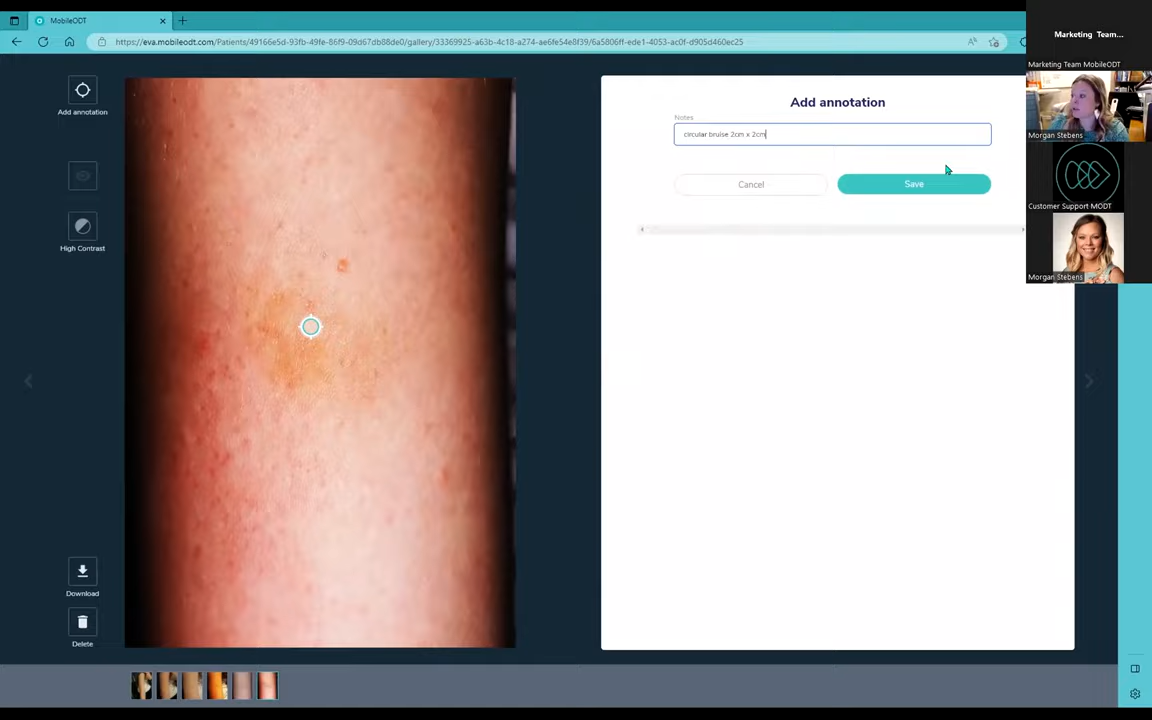 MobileODT
https://eva.mobileodt.com/Patients/49166e5d-93fb-49fe-86f9-09d67db88de0/gallery/33369925-a63b-4c18-a274-ae6fe54e8f39/6a5806ff-ede1-4053-ac0f-d905d460ec25
Marketing Team...
Marketing Team MobileODT
Morgan Stebens
Customer Support MODT
Morgan Stebens
Add annotation
High Contrast
Download
Delete
Add annotation
Notes
circular bruise 2cm x 2cm
Cancel
Save